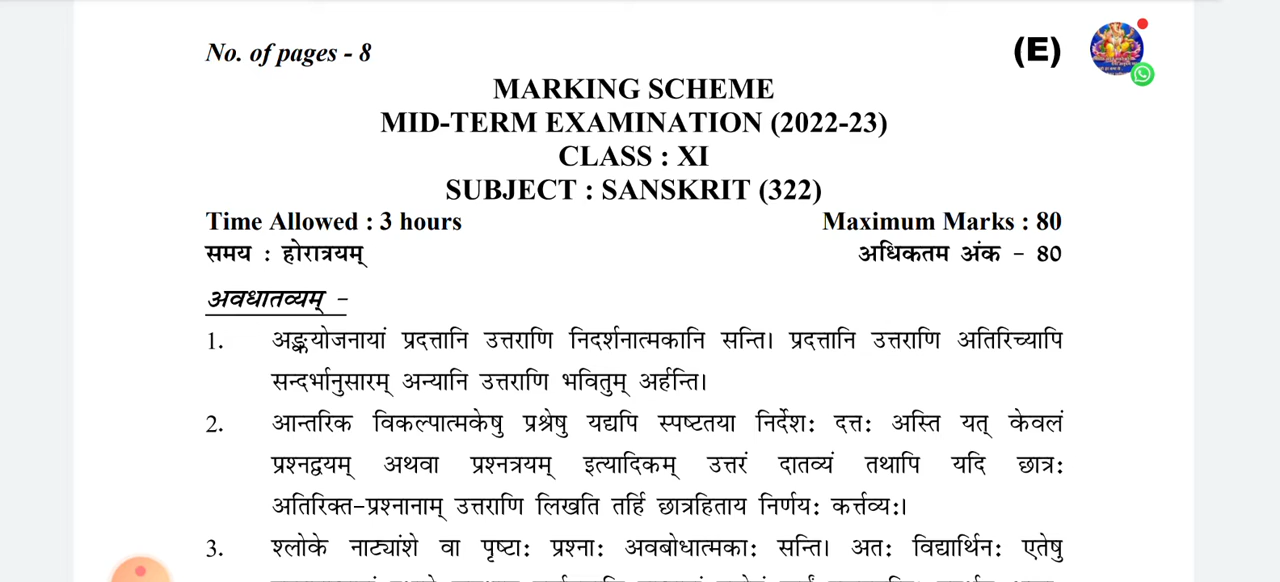 No. of pages - 8
(E)
MARKING SCHEME
MID-TERM EXAMINATION (2022-23)
CLASS : XI
SUBJECT : SANSKRIT (322)
Time Allowed : 3 hours Maximum Marks : 80
समय : होरात्रयम् अधिकतम अंक - 80
अवधातव्यम् -
1. अङ्कयोजनायां प्रदत्तानि उत्तराणि निदर्शनात्मकानि सन्ति। प्रदत्तानि उत्तराणि अतिरिच्यापि
सन्दर्भानुसारम् अन्यानि उत्तराणि भवितुम् अर्हन्ति।
2. आन्तरिक विकल्पात्मकेषु प्रश्नेषु यद्यपि स्पष्टतया निर्देश: दत्त: अस्ति यत् केवलं
प्रश्नद्वयम् अथवा प्रश्नत्रयम् इत्यादिकम् उत्तरं दातव्यं तथापि यदि छात्र:
अतिरिक्त-प्रश्नानाम् उत्तराणि लिखति तर्हि छात्रहिताय निर्णय: कर्त्तव्य:।
3. श्लोके नाट्यांशे वा पृष्टा: प्रश्ना: अवबोधात्मका: सन्ति। अत: विद्यार्थिन: एतेषु